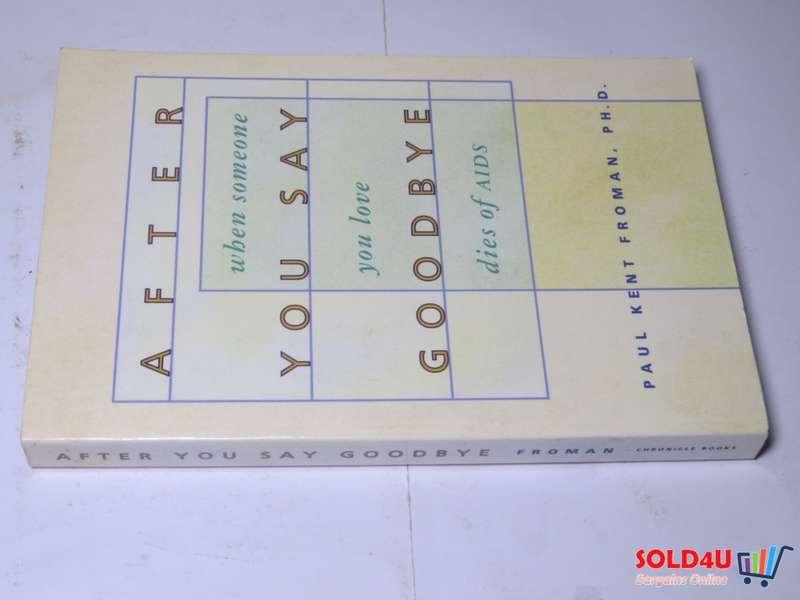 AFTER
when someone
YOU SAY
you love
GOODBYE
dies of AIDS
PAUL KENT FROMAN, PH.D.
AFTER YOU SAY GOODBYE FROMAN CHRONICLE BOOKS
SOLD4U
Bargains Online